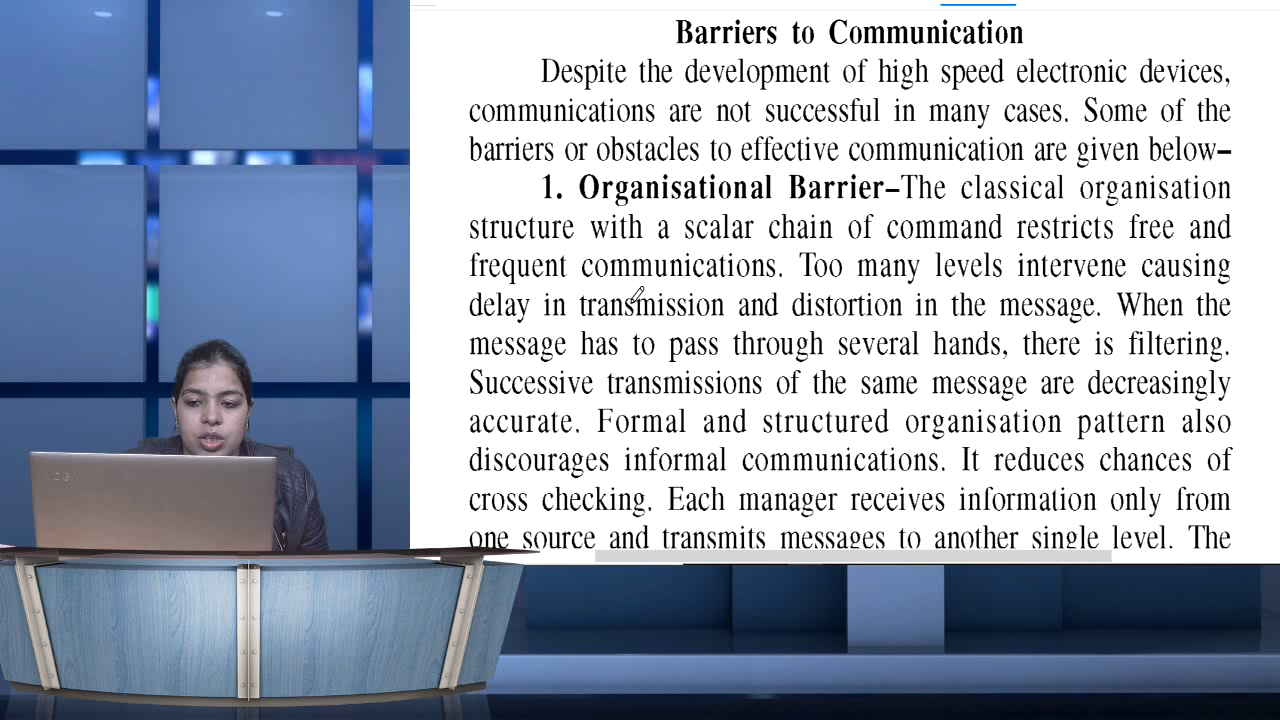 Barriers to Communication
Despite the development of high speed electronic devices,
communications are not successful in many cases. Some of the
barriers or obstacles to effective communication are given below–
1. Organisational Barrier–The classical organisation
structure with a scalar chain of command restricts free and
frequent communications. Too many levels intervene causing
delay in transmission and distortion in the message. When the
message has to pass through several hands, there is filtering.
Successive transmissions of the same message are decreasingly
accurate. Formal and structured organisation pattern also
discourages informal communications. It reduces chances of
cross checking. Each manager receives information only from
one source and transmits messages to another single level. The